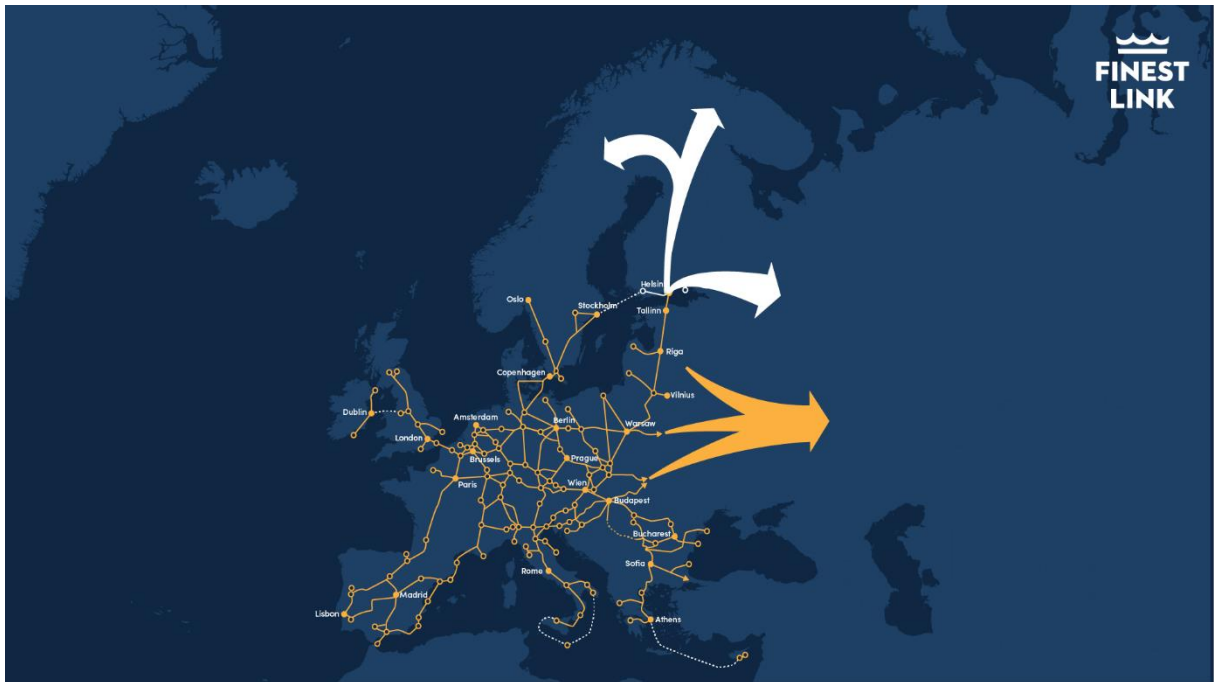 FINEST
LINK
Helsin
Oslo
Stockholm
Tallinn
Riga
Copenhagen
Vilnius
Dublin
Amsterdam
Berlin
Warsaw
London
Brussels
Prague
Paris
Wien
Budapest
Bucharest
Sofia
Rome
Madrid
Lisbon
Athens